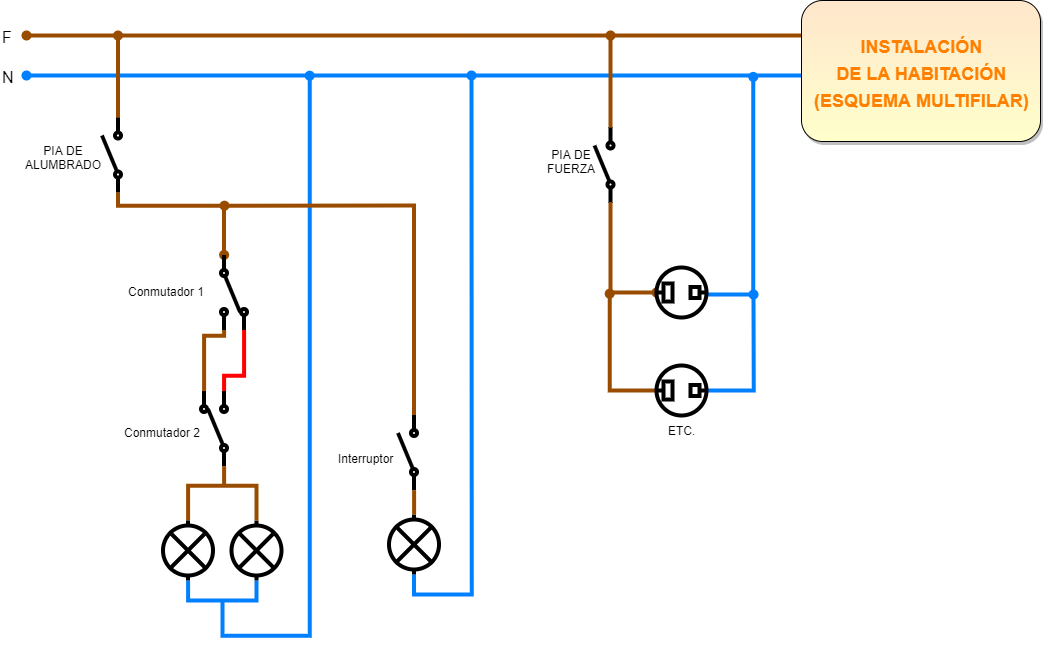 F
INSTALACIÓN
DE LA HABITACIÓN
(ESQUEMA MULTIFILAR)
N
PIA DE
ALUMBRADO
PIA DE
FUERZA
Conmutador 1
Conmutador 2
Interruptor
ETC.